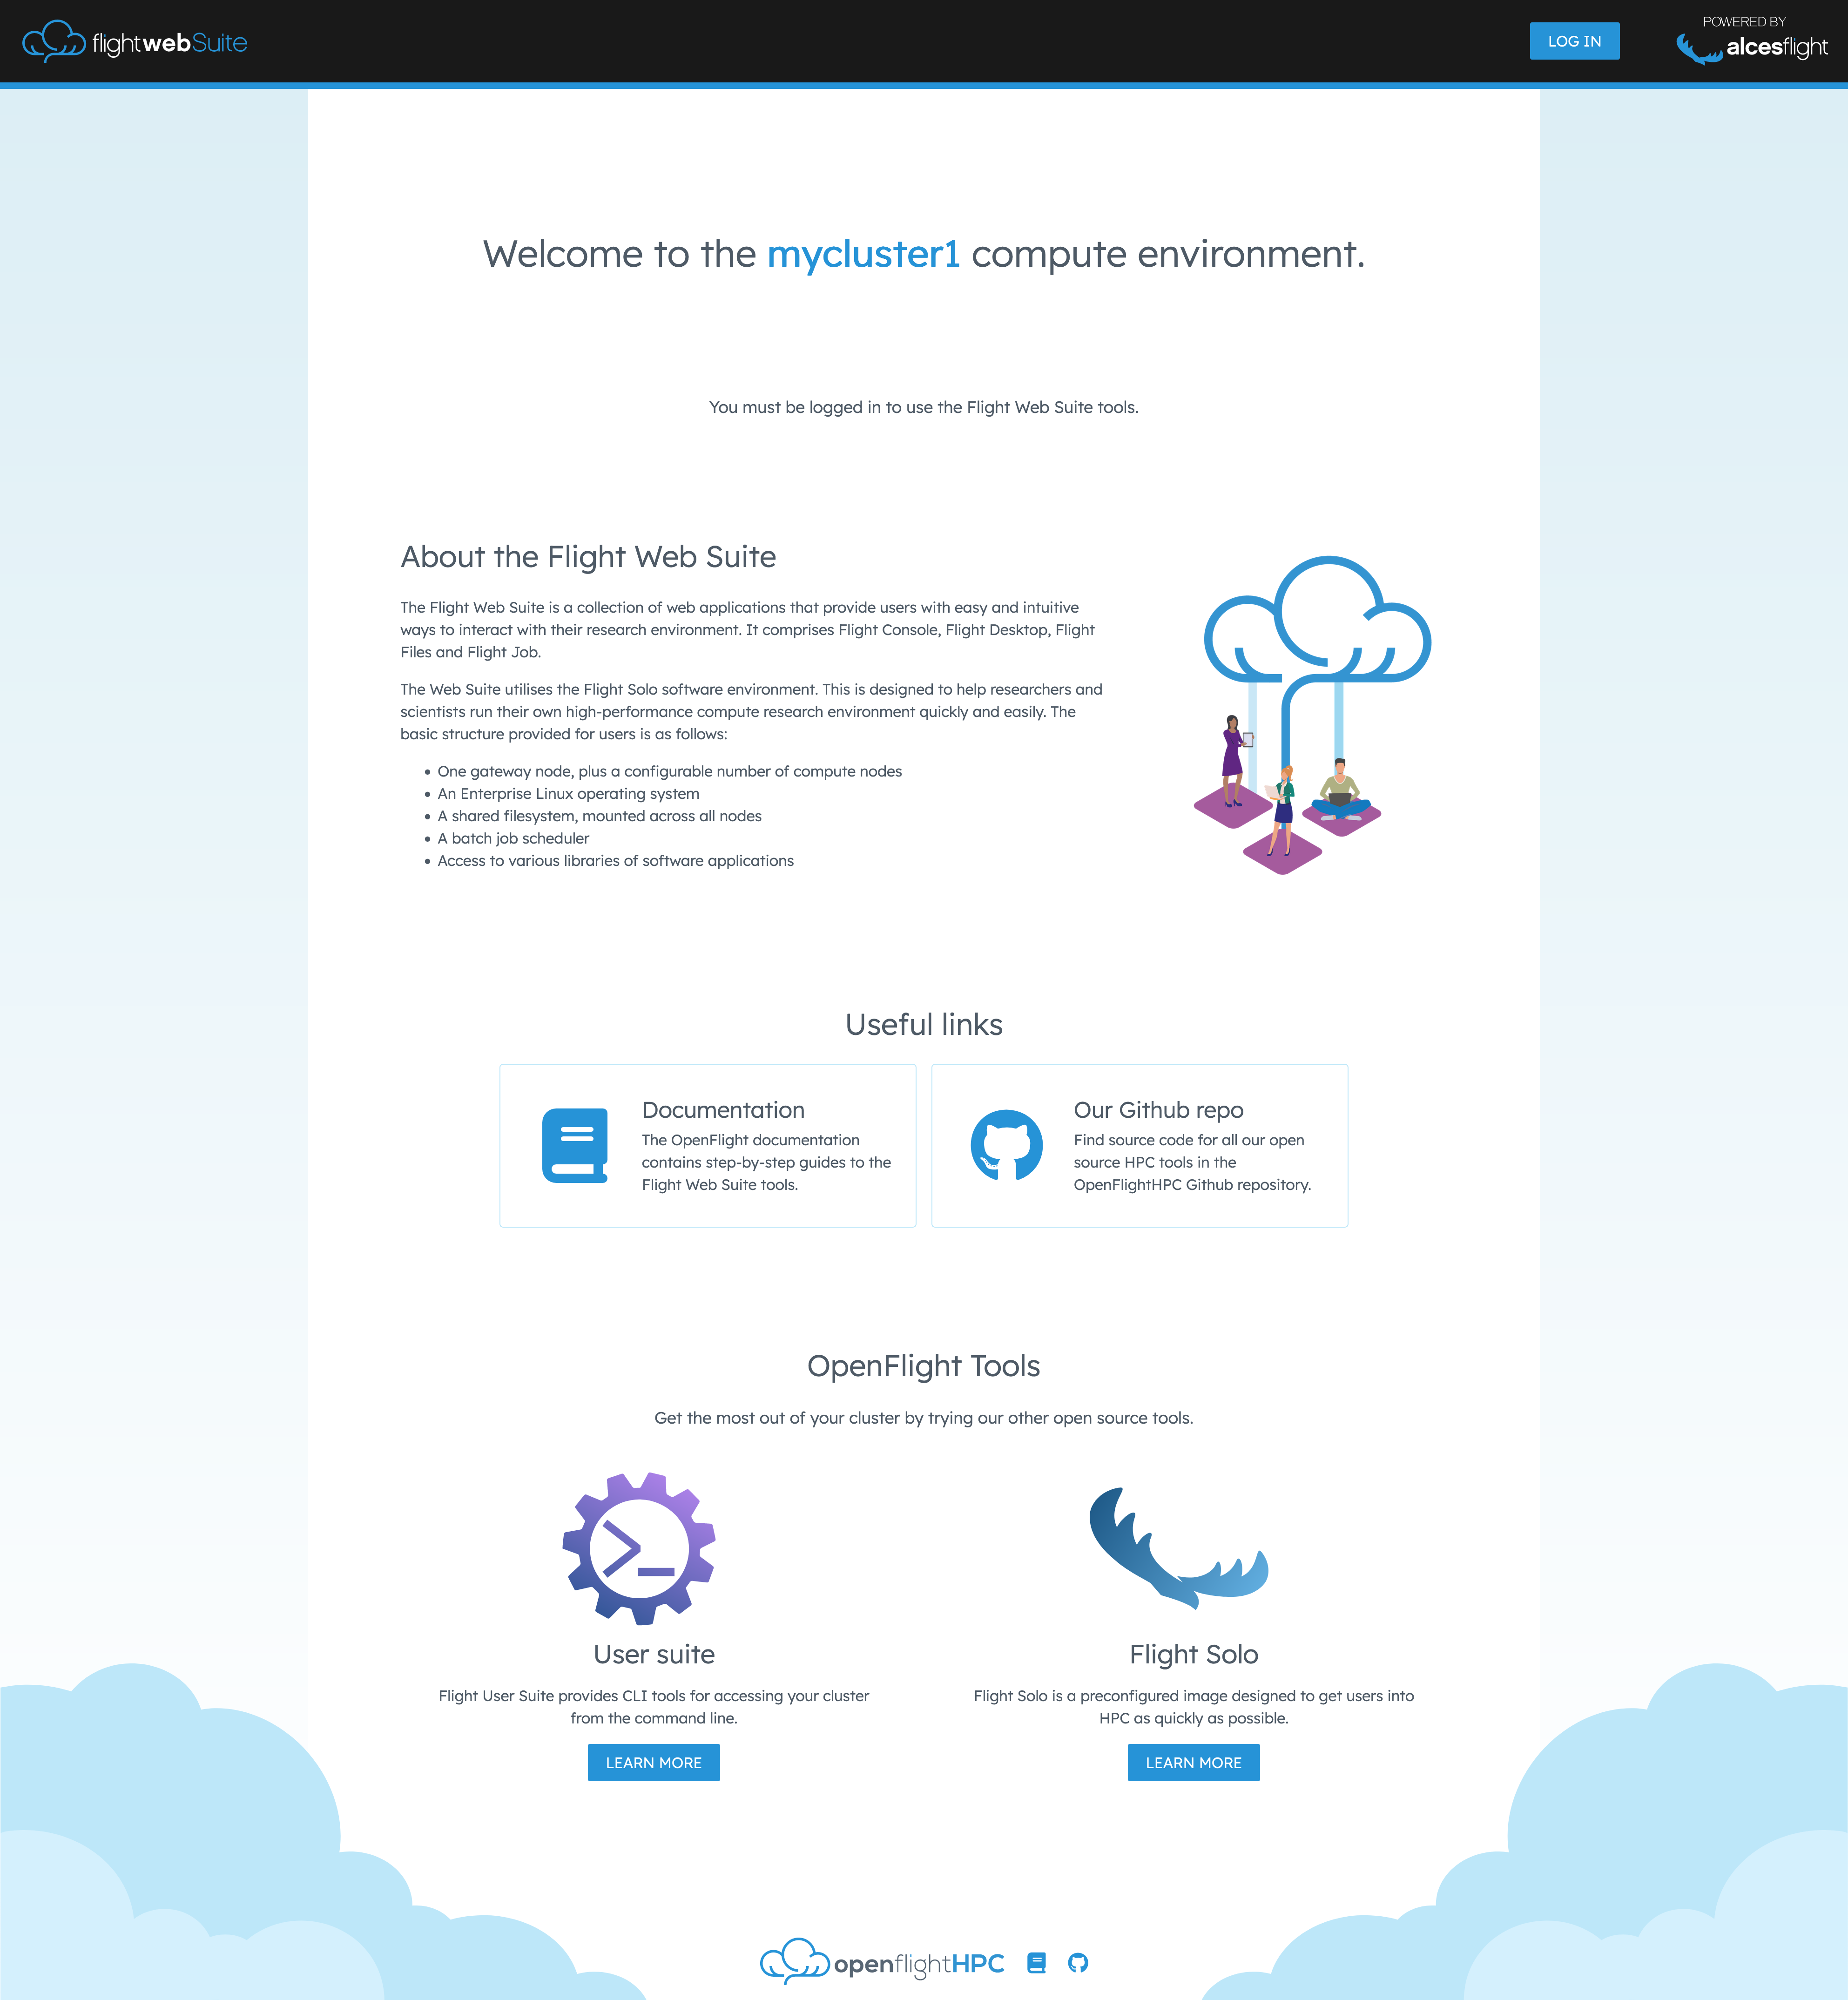 flightwebSuite
LOG IN
POWERED BY
alcesflight
Welcome to the mycluster1 compute environment.
You must be logged in to use the Flight Web Suite tools.
About the Flight Web Suite
The Flight Web Suite is a collection of web applications that provide users with easy and intuitive
ways to interact with their research environment. It comprises Flight Console, Flight Desktop, Flight
Files and Flight Job.
The Web Suite utilises the Flight Solo software environment. This is designed to help researchers and
scientists run their own high-performance compute research environment quickly and easily. The
basic structure provided for users is as follows:
• One gateway node, plus a configurable number of compute nodes
• An Enterprise Linux operating system
• A shared filesystem, mounted across all nodes
• A batch job scheduler
• Access to various libraries of software applications
Useful links
Documentation
The OpenFlight documentation
contains step-by-step guides to the
Flight Web Suite tools.
Our Github repo
Find source code for all our open
source HPC tools in the
OpenFlightHPC Github repository.
OpenFlight Tools
Get the most out of your cluster by trying our other open source tools.
>_
User suite
Flight User Suite provides CLI tools for accessing your cluster
from the command line.
LEARN MORE
Flight Solo
Flight Solo is a preconfigured image designed to get users into
HPC as quickly as possible.
LEARN MORE
openflightHPC